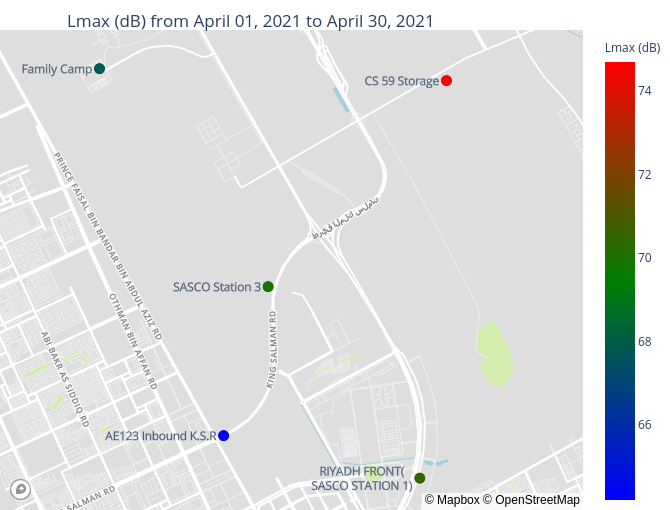 Lmax (dB) from April 01, 2021 to April 30, 2021
Lmax (dB)
Family Camp
CS 59 Storage
74
PRINCE FAISAL BIN BANDAR BIN ABDUL AZIZ RD
72
طريق الملك سلمان
70
SASCO Station 3
OTHMAN BIN AFFAN RD
KING SALMAN RD
ABI BAKR AS SIDDIQ RD
68
66
AE123 Inbound K.S.R
RIYADH FRONT(
SASCO STATION 1)
SALMAN RD
© Mapbox © OpenStreetMap